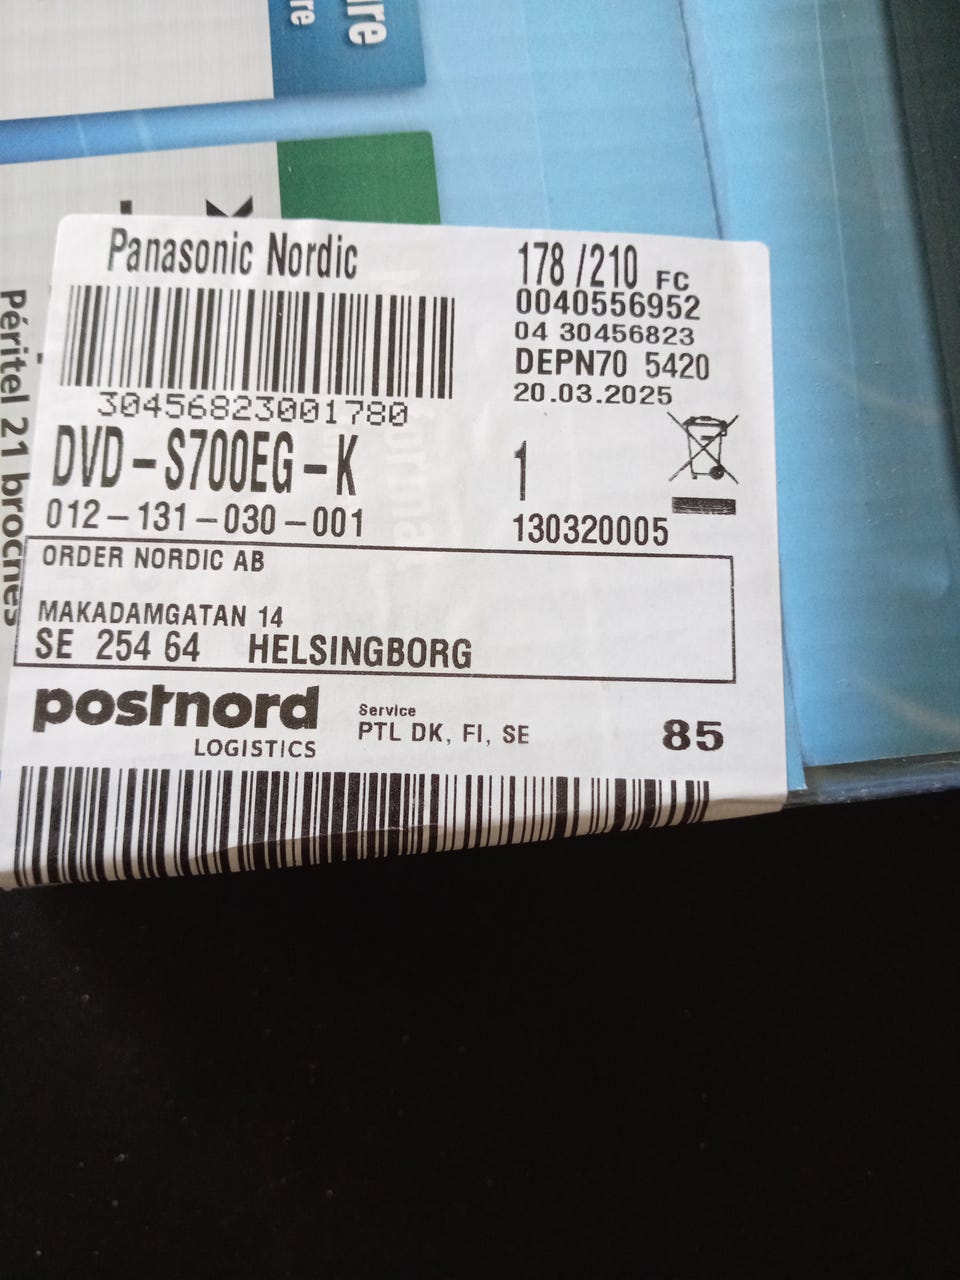 Panasonic Nordic
178 /210 FC
0040556952
04 30456823
DEPN70 5420
20.03.2025
30456823001780
DVD-S700EG-K
1
012-131-030-001
130320005
ORDER NORDIC AB
MAKADAMGATAN 14
SE 254 64 HELSINGBORG
postnord
LOGISTICS
Service
PTL DK, FI, SE
85
Péritel 21 broches